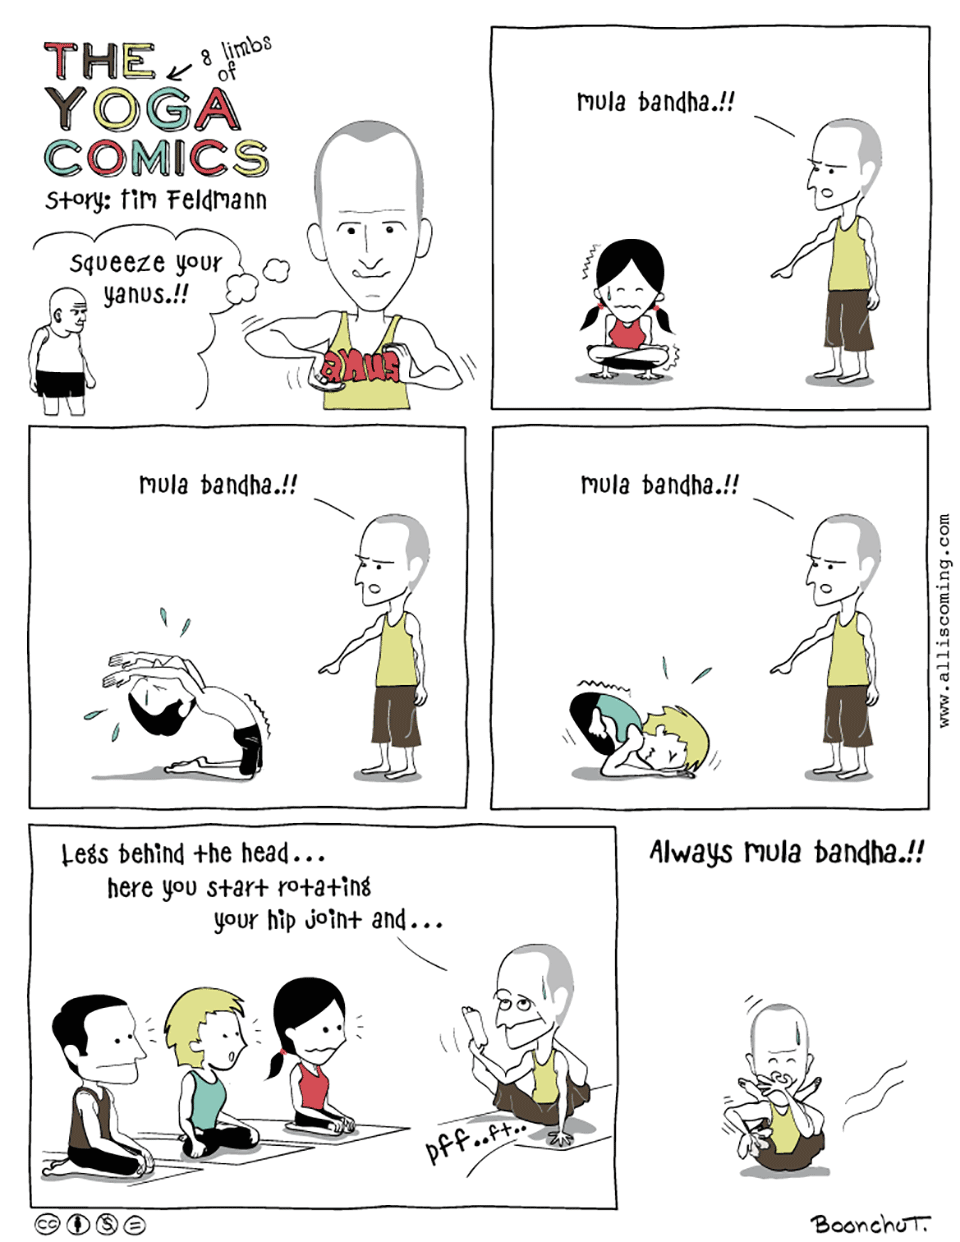 THE
8 limbs
of
YOGA
COMICS
Story: Tim Feldmann
Squeeze your
yanus.!!
anus
mula bandha.!!
mula bandha.!!
mula bandha.!!
www.alliscoming.com
Legs behind the head...
here you start rotating
your hip joint and...
pff..ft..
Always mula bandha.!!
cc
BoonchuT.